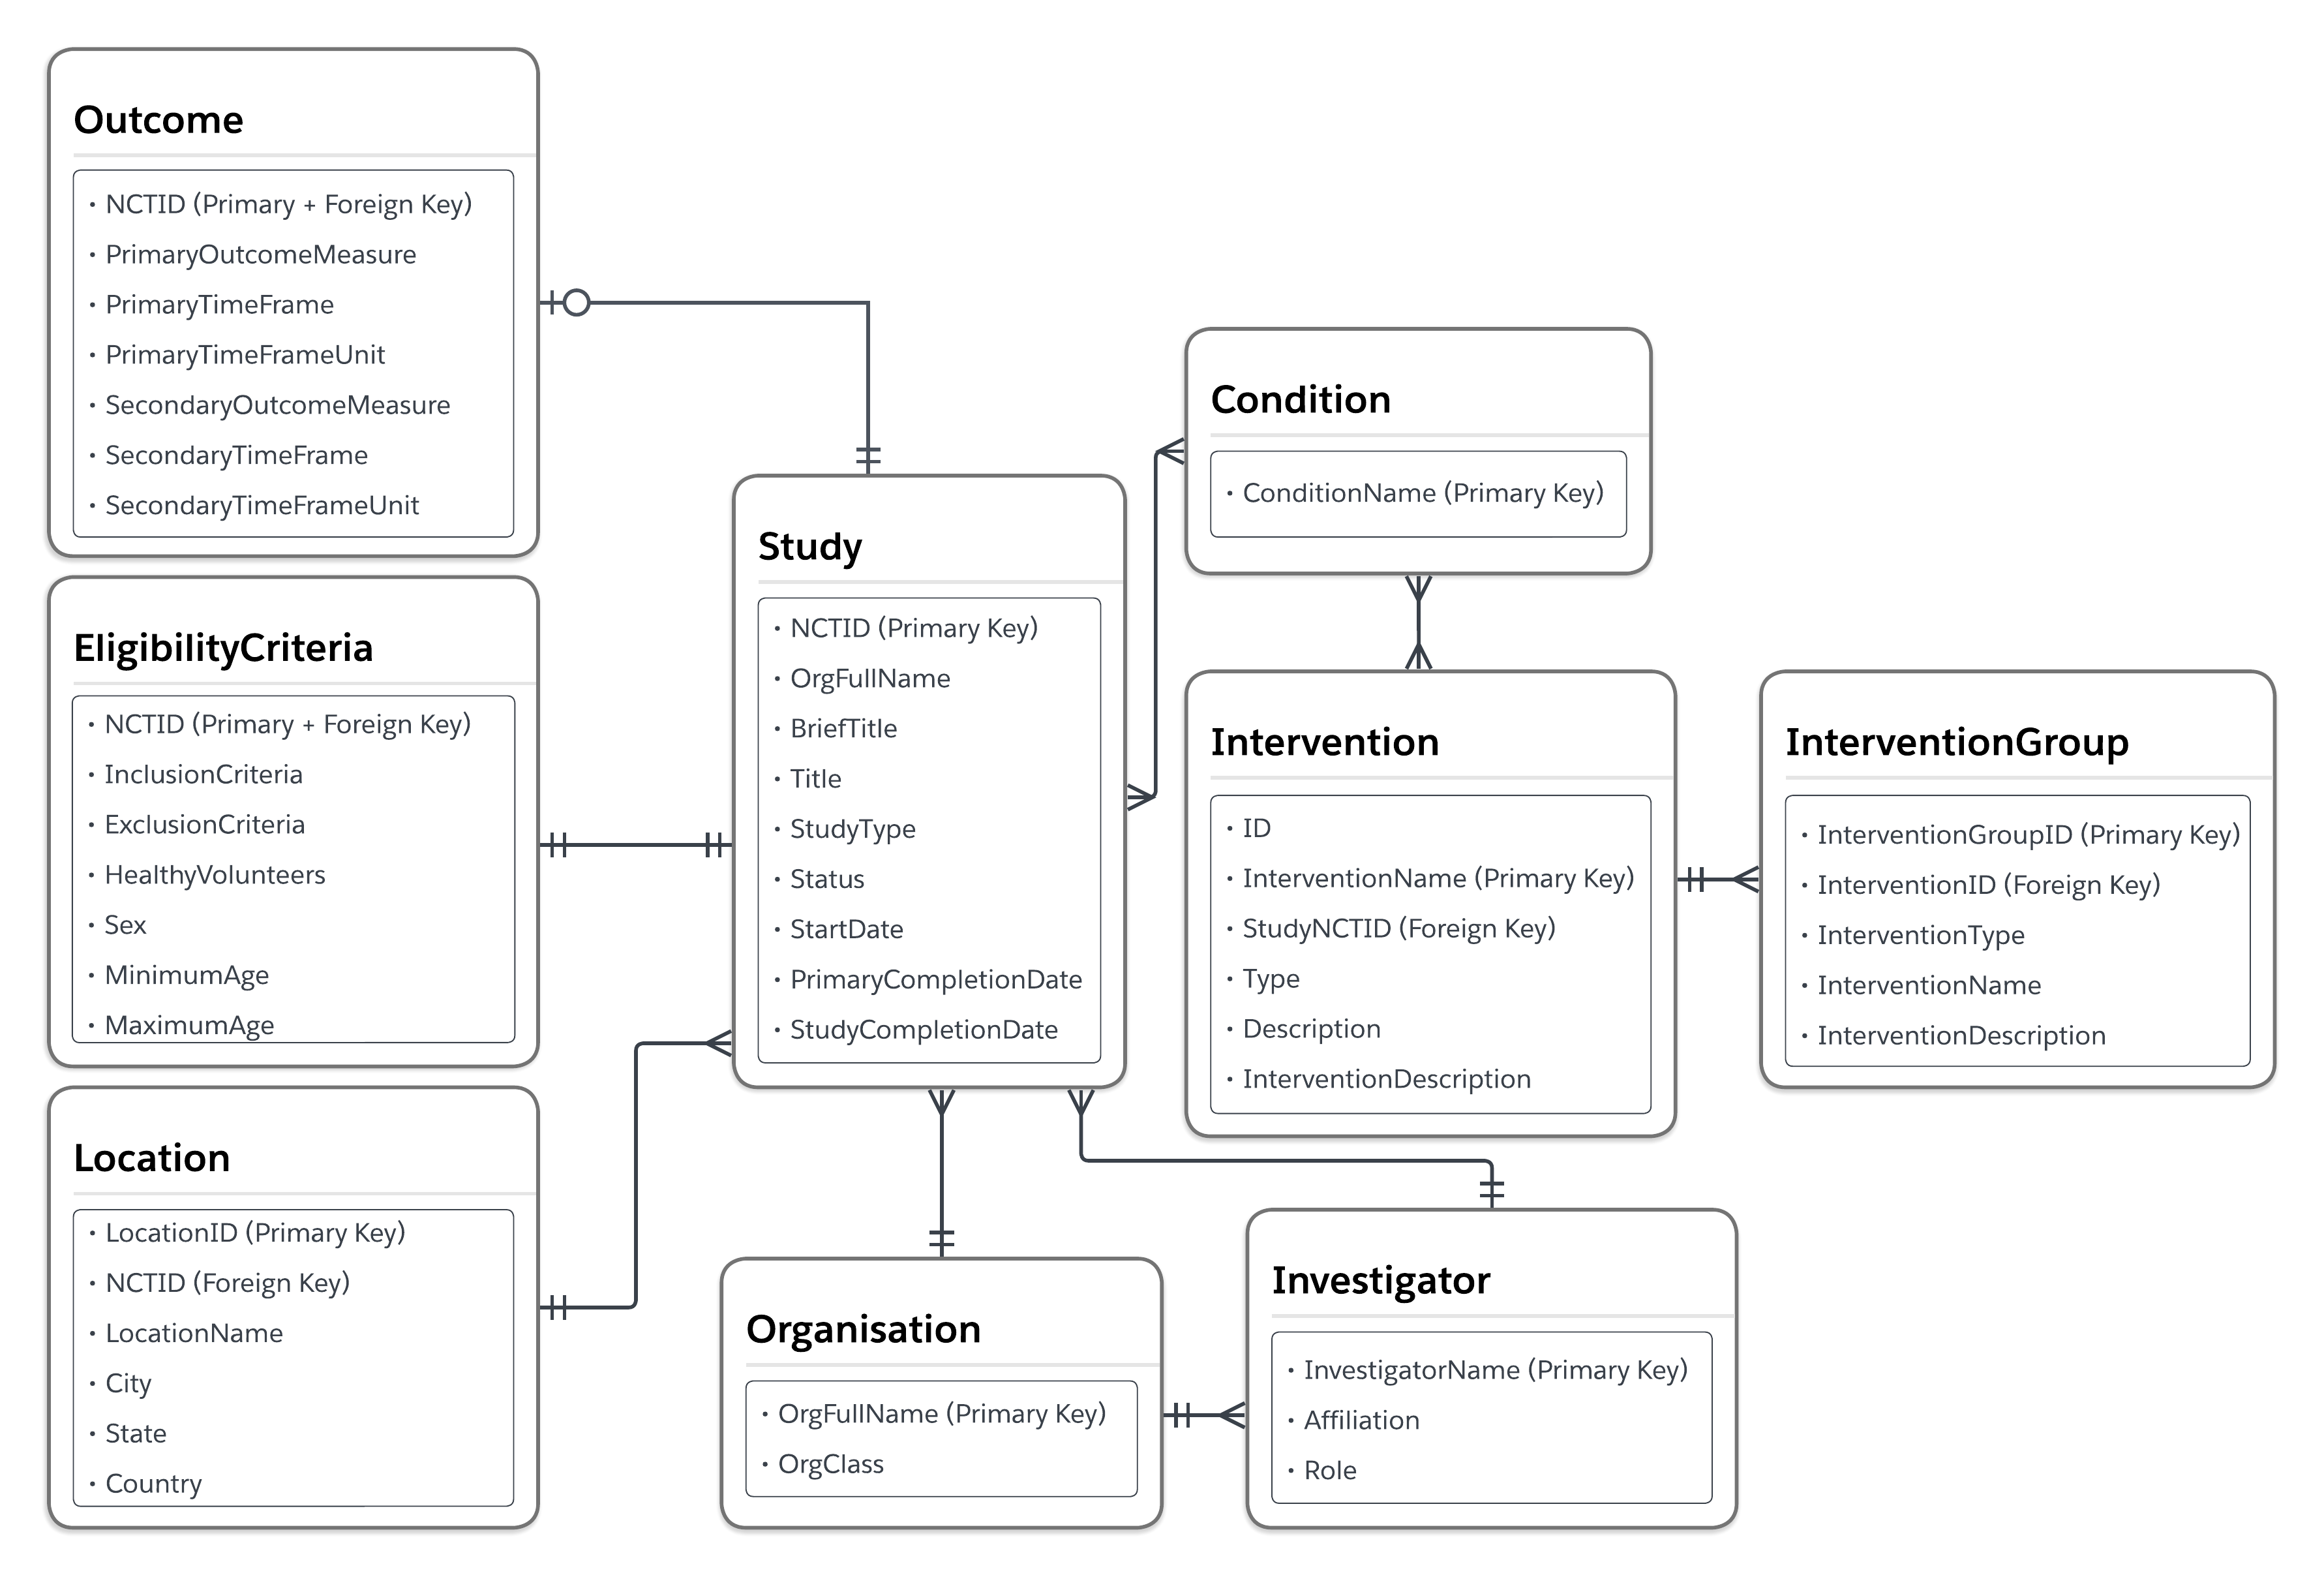 Outcome
• NCTID (Primary + Foreign Key)
• PrimaryOutcomeMeasure
• PrimaryTimeFrame
• PrimaryTimeFrameUnit
• SecondaryOutcomeMeasure
• SecondaryTimeFrame
• SecondaryTimeFrameUnit
EligibilityCriteria
• NCTID (Primary + Foreign Key)
• InclusionCriteria
• ExclusionCriteria
• HealthyVolunteers
• Sex
• MinimumAge
• MaximumAge
Location
• LocationID (Primary Key)
• NCTID (Foreign Key)
• LocationName
• City
• State
• Country
Study
• NCTID (Primary Key)
• OrgFullName
• BriefTitle
• Title
• StudyType
• Status
• StartDate
• PrimaryCompletionDate
• StudyCompletionDate
Organisation
• OrgFullName (Primary Key)
• OrgClass
Condition
• ConditionName (Primary Key)
Intervention
• ID
• InterventionName (Primary Key)
• StudyNCTID (Foreign Key)
• Type
• Description
• InterventionDescription
Investigator
• InvestigatorName (Primary Key)
• Affiliation
• Role
InterventionGroup
• InterventionGroupID (Primary Key)
• InterventionID (Foreign Key)
• InterventionType
• InterventionName
• InterventionDescription